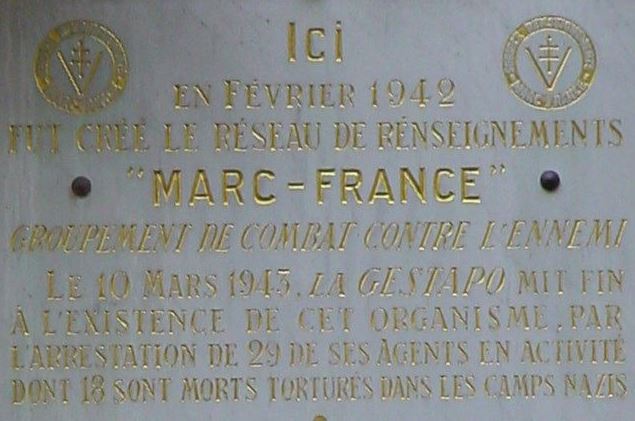 ICI
EN FÉVRIER 1942
FUT CRÉÉ LE RÉSEAU DE RENSEIGNEMENTS
"MARC-FRANCE"
GROUPEMENT DE COMBAT CONTRE L'ENNEMI
LE 10 MARS 1943, LA GESTAPO MIT FIN
À L'EXISTENCE DE CET ORGANISME, PAR
L'ARRESTATION DE 29 DE SES AGENTS EN ACTIVITÉ
DONT 18 SONT MORTS TORTURÉS DANS LES CAMPS NAZIS